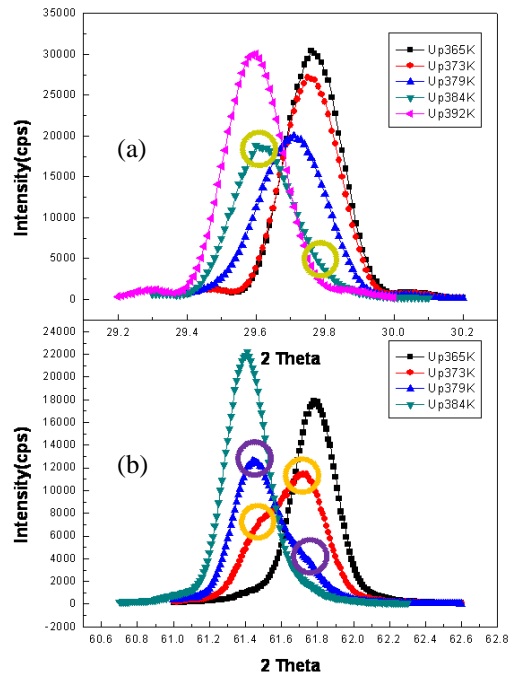 35000
30000
25000
20000
15000
10000
5000
0
Intensity(cps)
(a)
Up365K
Up373K
Up379K
Up384K
Up392K
29.2 29.4 29.6 29.8 30.0 30.2
2 Theta
24000
22000
20000
18000
16000
14000
12000
10000
8000
6000
4000
2000
0
Intensity(cps)
(b)
Up365K
Up373K
Up379K
Up384K
60.6 60.8 61.0 61.2 61.4 61.6 61.8 62.0 62.2 62.4 62.6 62.8
2 Theta